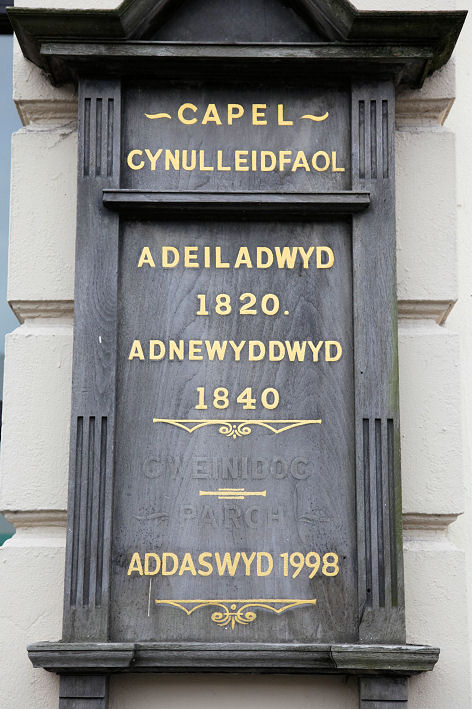 CAPEL
CYNULLEIDFAOL
ADEILADWYD
1820.
ADNEWYDDWYD
1840
GWEINIDOG
PARCH
ADDASWYD 1998